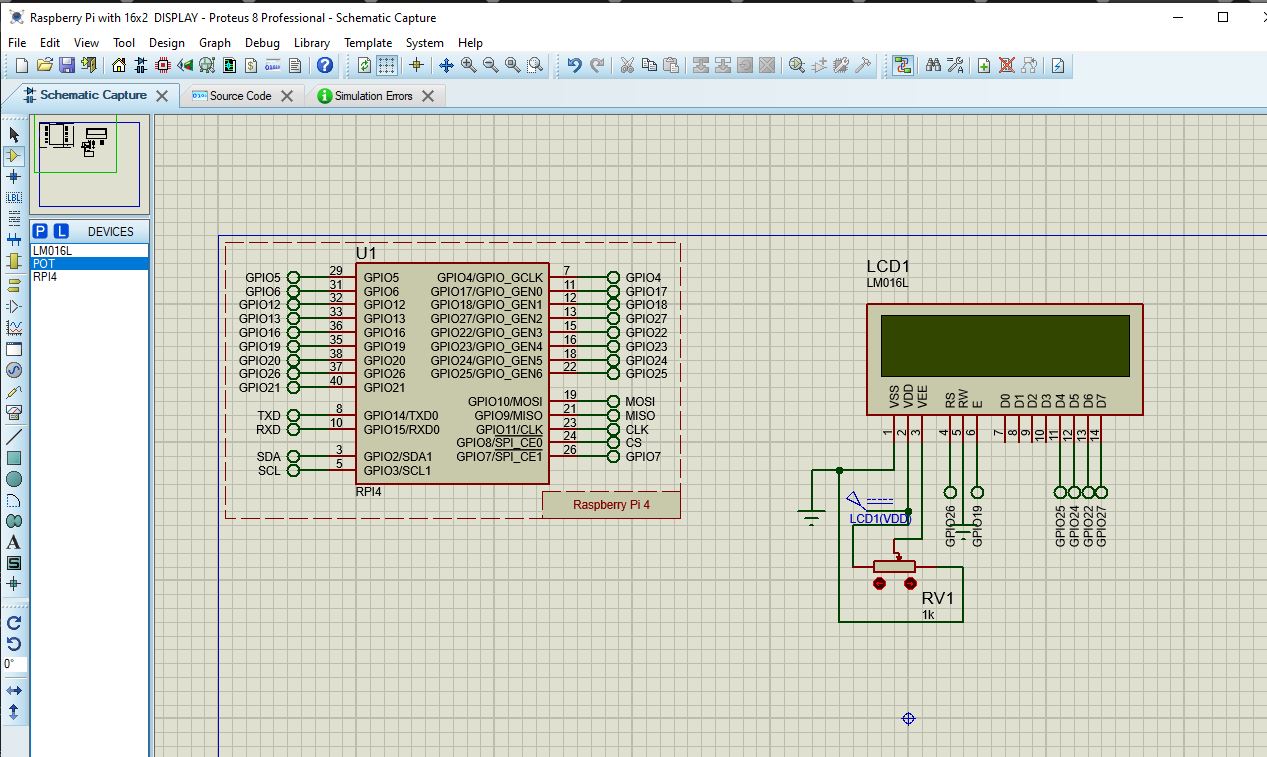 Raspberry Pi with 16x2 DISPLAY - Proteus 8 Professional - Schematic Capture
File Edit View Tool Design Graph Debug Library Template System Help
Schematic Capture
Source Code
Simulation Errors
P L DEVICES
LM016L
POT
RPI4
LBL
A
S
0°
U1
GPIO5 29 GPIO5 GPIO4/GPIO_GCLK 7 GPIO4
GPIO6 31 GPIO6 GPIO17/GPIO_GEN0 11 GPIO17
GPIO12 32 GPIO12 GPIO18/GPIO_GEN1 12 GPIO18
GPIO13 33 GPIO13 GPIO27/GPIO_GEN2 13 GPIO27
GPIO16 36 GPIO16 GPIO22/GPIO_GEN3 15 GPIO22
GPIO19 35 GPIO19 GPIO23/GPIO_GEN4 16 GPIO23
GPIO20 38 GPIO20 GPIO24/GPIO_GEN5 18 GPIO24
GPIO26 37 GPIO26 GPIO25/GPIO_GEN6 22 GPIO25
GPIO21 40 GPIO21
GPIO10/MOSI 19 MOSI
TXD 8 GPIO14/TXD0 GPIO9/MISO 21 MISO
RXD 10 GPIO15/RXD0 GPIO11/CLK 23 CLK
GPIO8/SPI_CE0 24 CS
SDA 3 GPIO2/SDA1 GPIO7/SPI_CE1 26 GPIO7
SCL 5 GPIO3/SCL1
RPI4
Raspberry Pi 4
LCD1
LM016L
VSS VDD VEE RS RW E D0 D1 D2 D3 D4 D5 D6 D7
1 2 3 4 5 6 7 8 9 10 11 12 13 14
LCD1(VDD)
GPIO26 GPIO19 GPIO25 GPIO24 GPIO22 GPIO27
RV1
1k